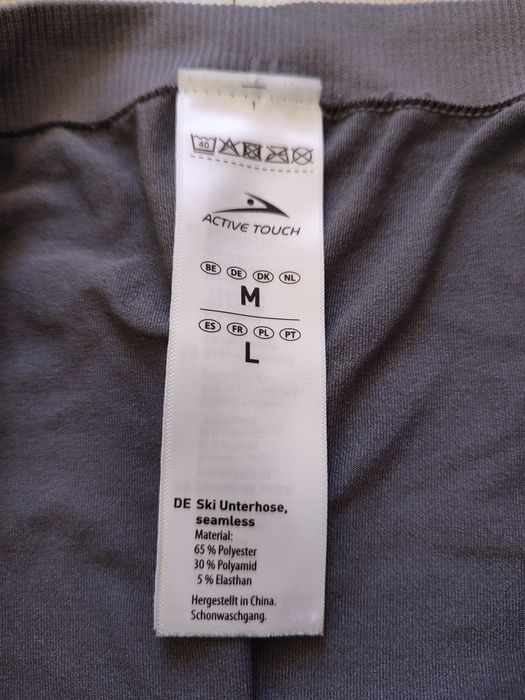 40
ACTIVE TOUCH
BE DE DK NL
M
ES FR PL PT
L
DE Ski Unterhose,
seamless
Material:
65 % Polyester
30 % Polyamid
5 % Elasthan
Hergestellt in China.
Schonwaschgang.